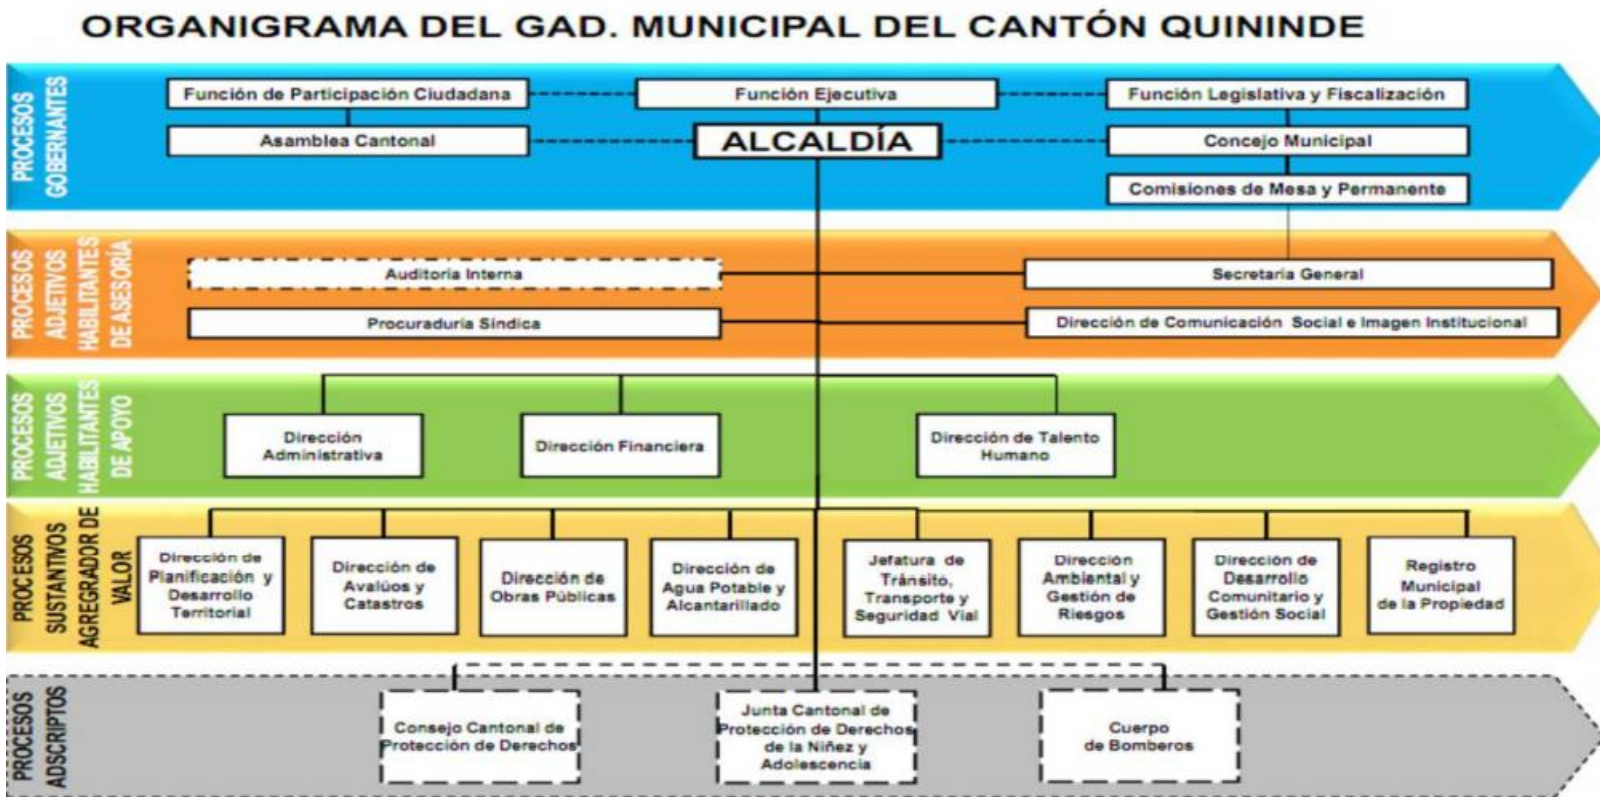 ORGANIGRAMA DEL GAD. MUNICIPAL DEL CANTÓN QUININDE
PROCESOS
GOBERNANTES
Función de Participación Ciudadana
Función Ejecutiva
Función Legislativa y Fiscalización
Asamblea Cantonal
ALCALDÍA
Concejo Municipal
Comisiones de Mesa y Permanente
PROCESOS
ADJETIVOS
HABILITANTES
DE ASESORÍA
Auditoría Interna
Secretaría General
Procuraduría Síndica
Dirección de Comunicación Social e Imagen Institucional
PROCESOS
ADJETIVOS
HABILITANTES
DE APOYO
Dirección
Administrativa
Dirección Financiera
Dirección de Talento
Humano
PROCESOS
SUSTANTIVOS
AGREGRADOR DE
VALOR
Dirección de
Planificación y
Desarrollo
Territorial
Dirección de
Avalúos y
Catastros
Dirección de
Obras Públicas
Dirección de
Agua Potable y
Alcantarillado
Jefatura de
Tránsito,
Transporte y
Seguridad Vial
Dirección
Ambiental y
Gestión de
Riesgos
Dirección de
Desarrollo
Comunitario y
Gestión Social
Registro
Municipal
de la Propiedad
PROCESOS
ADSCRIPTOS
Consejo Cantonal de
Protección de Derechos
Junta Cantonal de
Protección de Derechos
de la Niñez y
Adolescencia
Cuerpo
de Bomberos